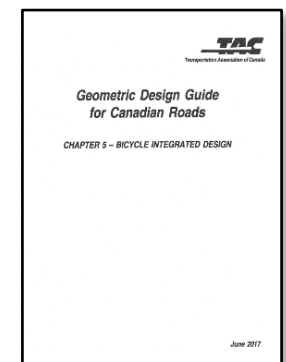 TAC
Transportation Association of Canada
Geometric Design Guide
for Canadian Roads
CHAPTER 5 – BICYCLE INTEGRATED DESIGN
June 2017